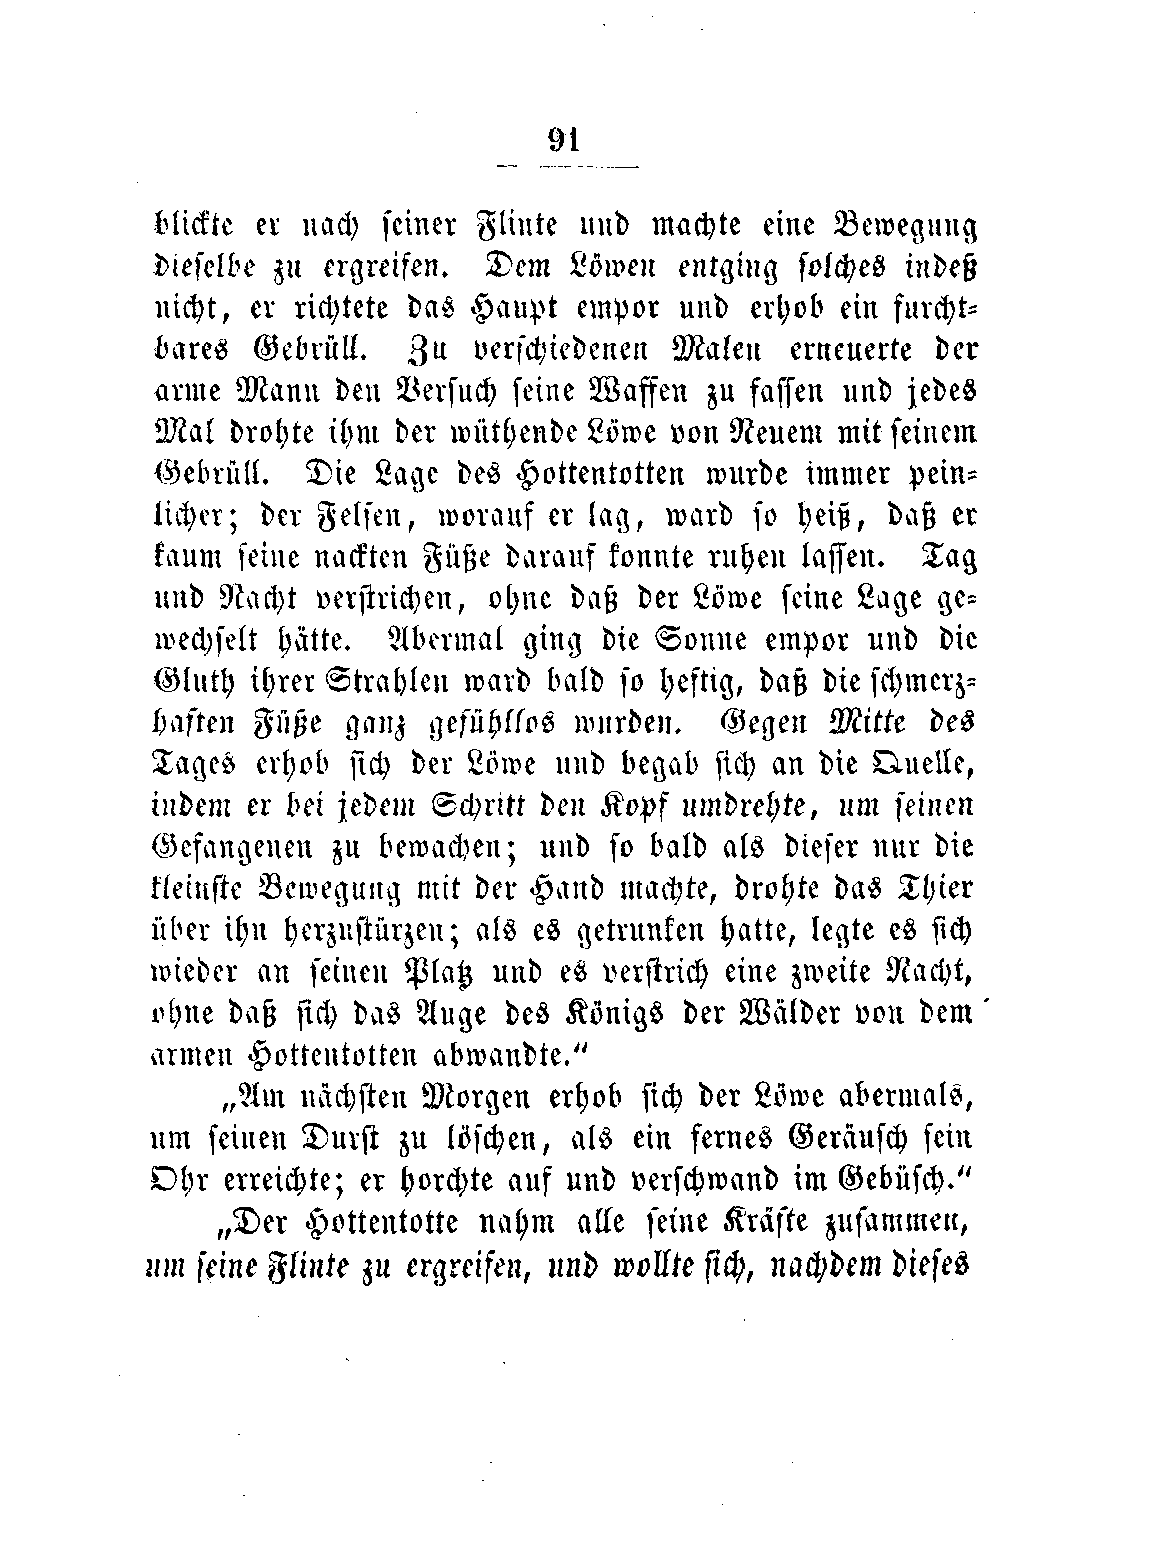 91
blickte er nach ſeiner Flinte und machte eine Bewegung
dieſelbe zu ergreifen. Dem Löwen entging ſolches indeß
nicht, er richtete das Haupt empor und erhob ein furcht-
bares Gebrüll. Zu verſchiedenen Malen erneuerte der
arme Mann den Verſuch ſeine Waffen zu faſſen und jedes
Mal drohte ihm der wüthende Löwe von Neuem mit ſeinem
Gebrüll. Die Lage des Hottentotten wurde immer pein-
licher; der Felſen, worauf er lag, ward ſo heiß, daß er
kaum ſeine nackten Füße darauf konnte ruhen laſſen. Tag
und Nacht verſtrichen, ohne daß der Löwe ſeine Lage ge-
wechſelt hätte. Abermal ging die Sonne empor und die
Gluth ihrer Strahlen ward bald ſo heftig, daß die ſchmerz-
haften Füße ganz gefühllos wurden. Gegen Mitte des
Tages erhob ſich der Löwe und begab ſich an die Quelle,
indem er bei jedem Schritt den Kopf umdrehte, um ſeinen
Gefangenen zu bewachen; und ſo bald als dieſer nur die
kleinſte Bewegung mit der Hand machte, drohte das Thier
über ihn herzuſtürzen; als es getrunken hatte, legte es ſich
wieder an ſeinen Platz und es verſtrich eine zweite Nacht,
ohne daß ſich das Auge des Königs der Wälder von dem
armen Hottentotten abwandte.“
„Am nächſten Morgen erhob ſich der Löwe abermals,
um ſeinen Durſt zu löſchen, als ein fernes Geräuſch ſein
Ohr erreichte; er horchte auf und verſchwand im Gebüſch.“
„Der Hottentotte nahm alle ſeine Kräfte zuſammen,
um ſeine Flinte zu ergreifen, und wollte ſich, nachdem dieſes